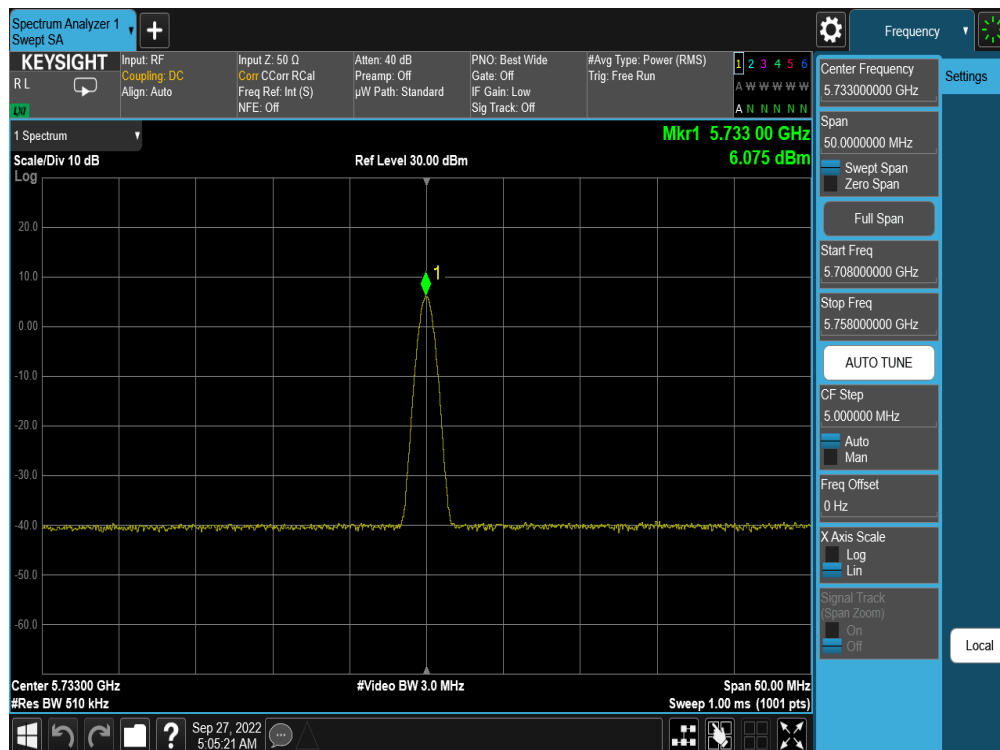 Spectrum Analyzer 1
Swept SA
Frequency
KEYSIGHT
R L
LXI
Input: RF
Coupling: DC
Align: Auto
Input Z: 50 Ω
Corr CCorr RCal
Freq Ref: Int (S)
NFE: Off
Atten: 40 dB
Preamp: Off
µW Path: Standard
PNO: Best Wide
Gate: Off
IF Gain: Low
Sig Track: Off
#Avg Type: Power (RMS)
Trig: Free Run
1 2 3 4 5 6
A W W W W W
A N N N N N
1 Spectrum
Scale/Div 10 dB
Log
Ref Level 30.00 dBm
Mkr1 5.733 00 GHz
6.075 dBm
1
20.0
10.0
0.00
-10.0
-20.0
-30.0
-40.0
-50.0
-60.0
Center 5.73300 GHz
#Res BW 510 kHz
#Video BW 3.0 MHz
Span 50.00 MHz
Sweep 1.00 ms (1001 pts)
Sep 27, 2022
5:05:21 AM
Settings
Center Frequency
5.733000000 GHz
Span
50.0000000 MHz
Swept Span
Zero Span
Full Span
Start Freq
5.708000000 GHz
Stop Freq
5.758000000 GHz
AUTO TUNE
CF Step
5.000000 MHz
Auto
Man
Freq Offset
0 Hz
X Axis Scale
Log
Lin
Signal Track
(Span Zoom)
On
Off
Local